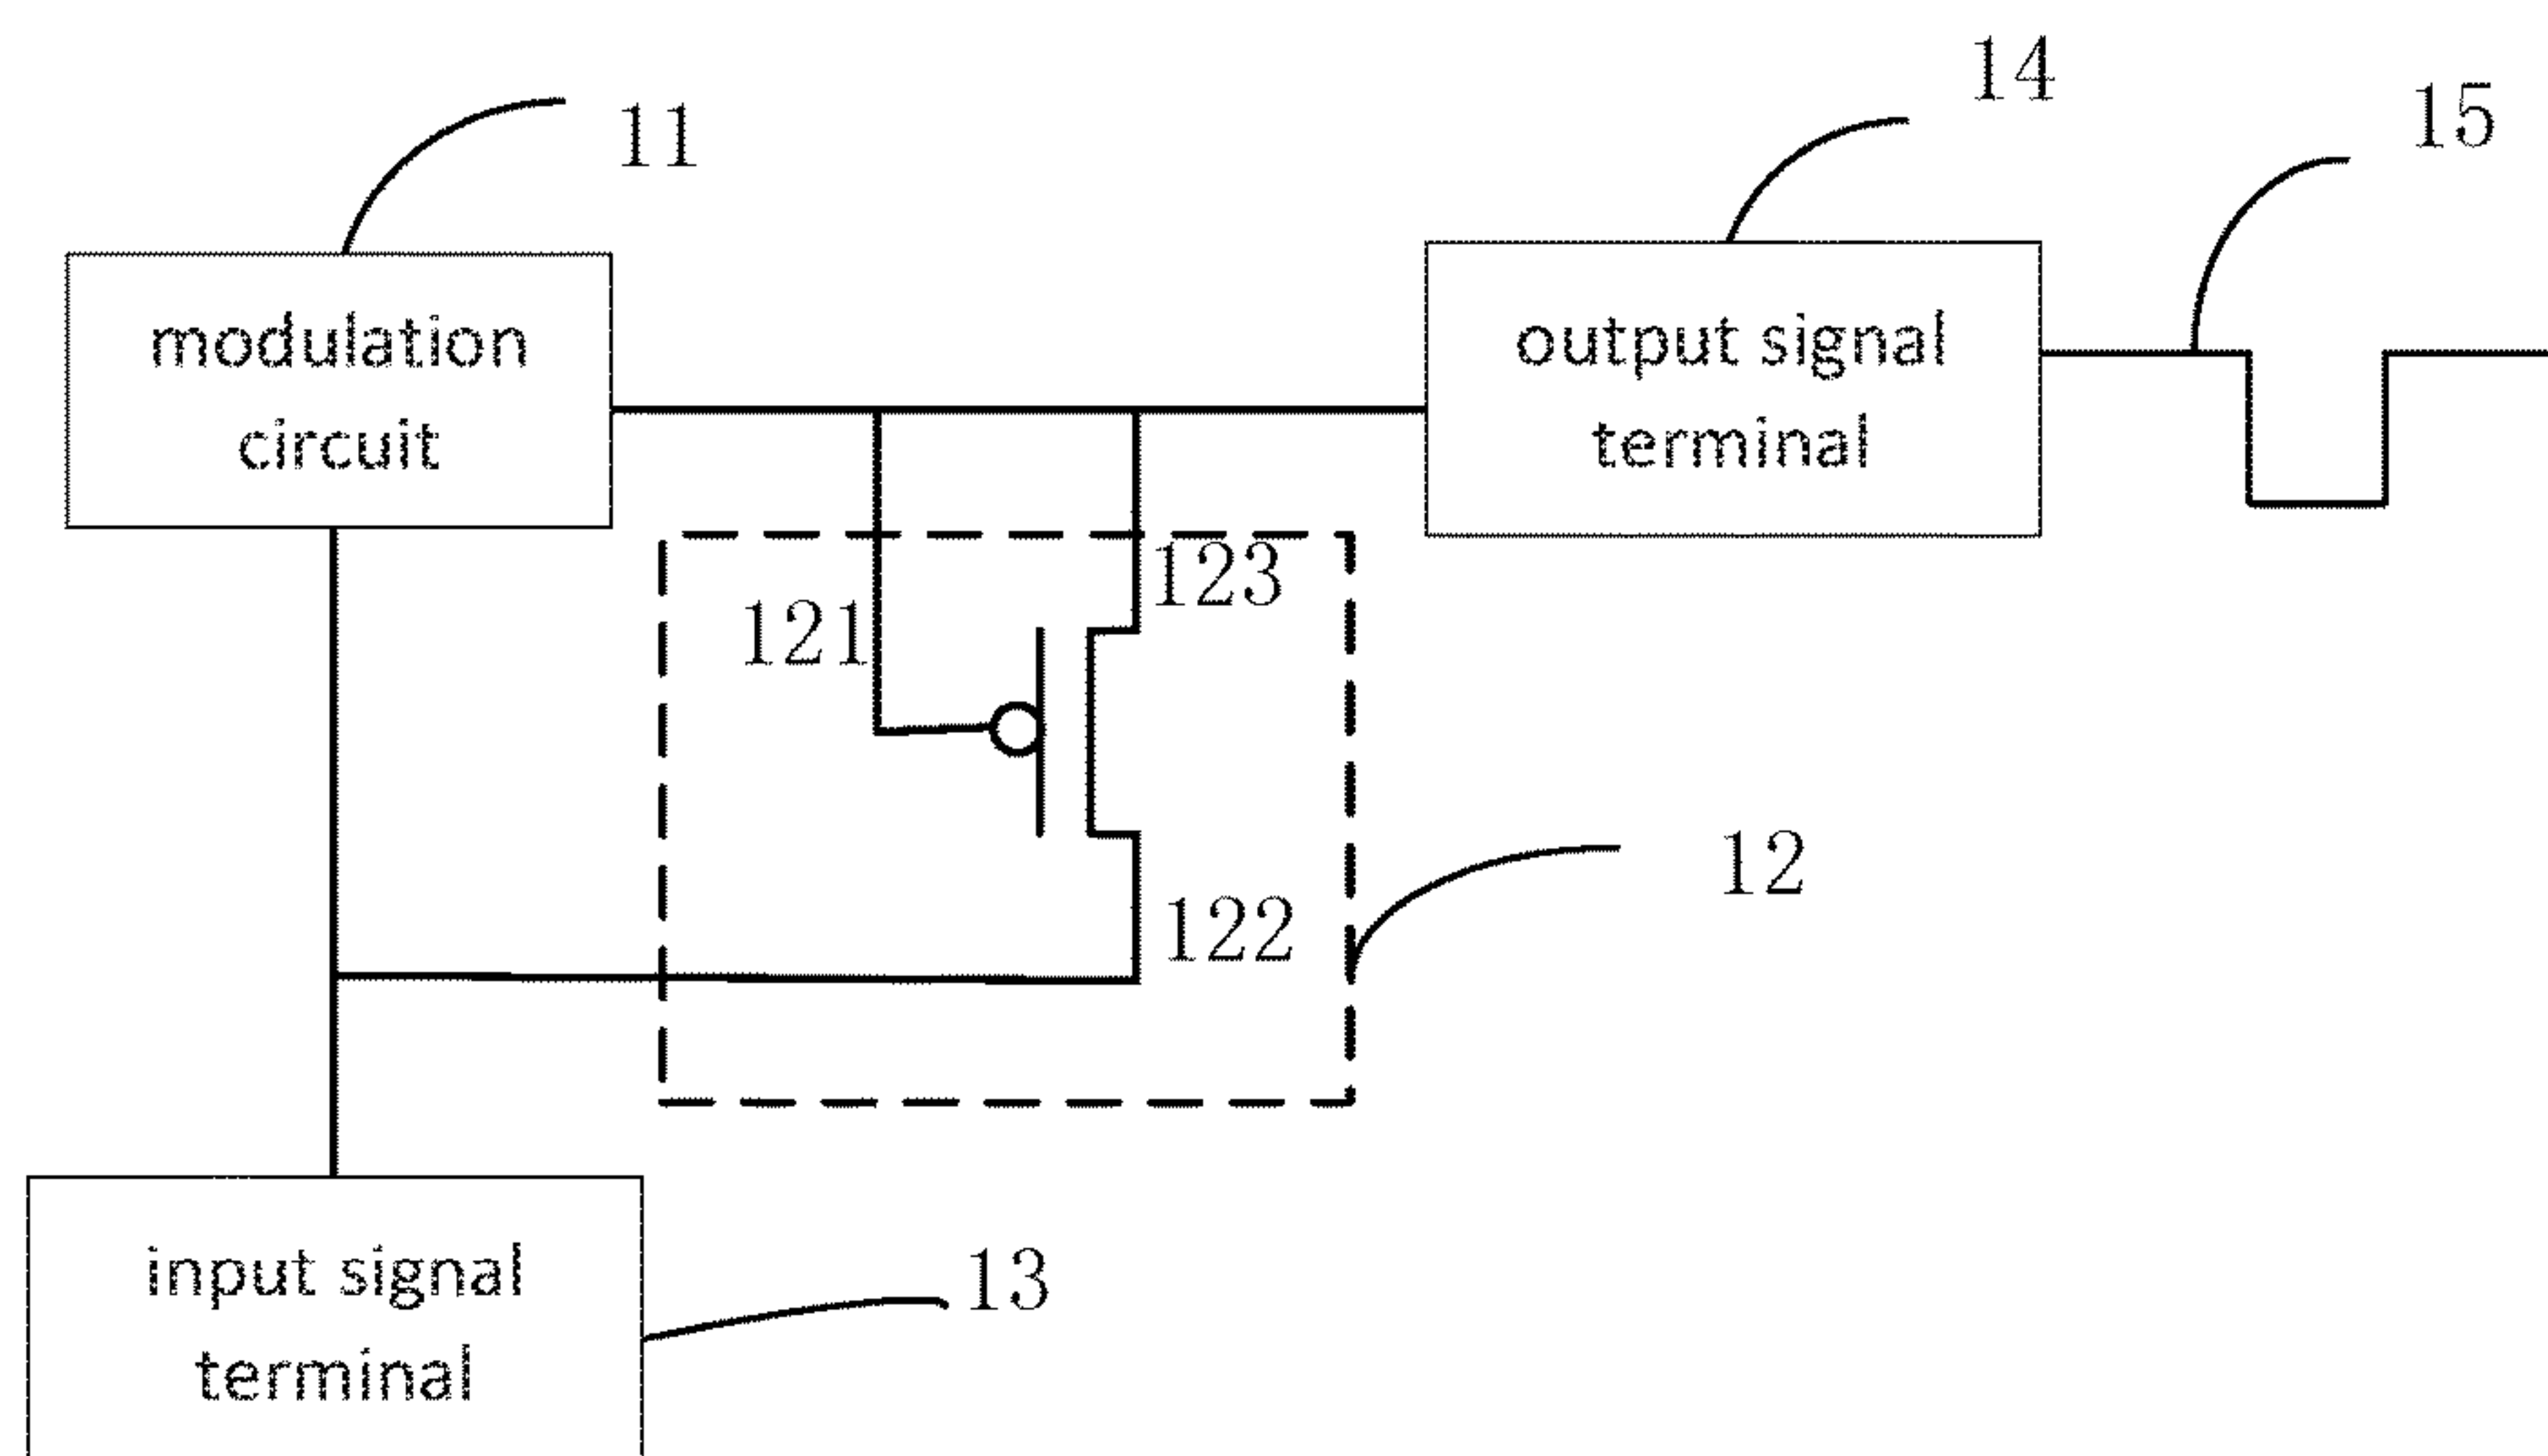 14
15
11
modulation
circuit
output signal
terminal
123
121
12
122
13
input signal
terminal